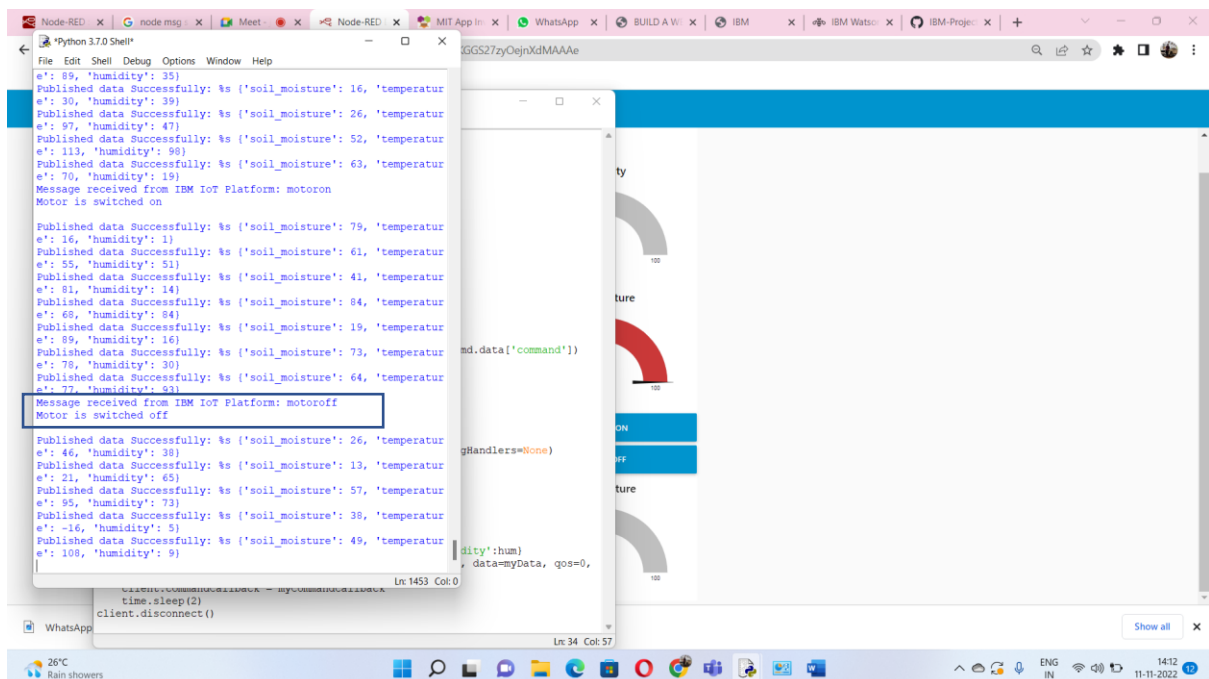 Node-RED
node msg s
Meet -
Node-RED
MIT App In
WhatsApp
BUILD A WE
IBM
IBM Watson
IBM-Project
*Python 3.7.0 Shell*
KGGS27zyOejnXdMAAAe
File Edit Shell Debug Options Window Help
e': 89, 'humidity': 35}
Published data Successfully: %s {'soil_moisture': 16, 'temperatur
e': 30, 'humidity': 39}
Published data Successfully: %s {'soil_moisture': 26, 'temperatur
e': 97, 'humidity': 47}
Published data Successfully: %s {'soil_moisture': 52, 'temperatur
e': 113, 'humidity': 98}
Published data Successfully: %s {'soil_moisture': 63, 'temperatur
e': 70, 'humidity': 19}
Message received from IBM IoT Platform: motoron
Motor is switched on
Published data Successfully: %s {'soil_moisture': 79, 'temperatur
e': 16, 'humidity': 1}
Published data Successfully: %s {'soil_moisture': 61, 'temperatur
e': 55, 'humidity': 51}
Published data Successfully: %s {'soil_moisture': 41, 'temperatur
e': 81, 'humidity': 14}
Published data Successfully: %s {'soil_moisture': 84, 'temperatur
e': 68, 'humidity': 84}
Published data Successfully: %s {'soil_moisture': 19, 'temperatur
e': 89, 'humidity': 16}
Published data Successfully: %s {'soil_moisture': 73, 'temperatur
e': 78, 'humidity': 30}
Published data Successfully: %s {'soil_moisture': 64, 'temperatur
e': 77, 'humidity': 93}
Message received from IBM IoT Platform: motoroff
Motor is switched off
Published data Successfully: %s {'soil_moisture': 26, 'temperatur
e': 46, 'humidity': 38}
Published data Successfully: %s {'soil_moisture': 13, 'temperatur
e': 21, 'humidity': 65}
Published data Successfully: %s {'soil_moisture': 57, 'temperatur
e': 95, 'humidity': 73}
Published data Successfully: %s {'soil_moisture': 38, 'temperatur
e': -16, 'humidity': 5}
Published data Successfully: %s {'soil_moisture': 49, 'temperatur
e': 108, 'humidity': 9}
Ln: 1453 Col: 0
md.data['command'])
gHandlers=None)
dity':hum}
, data=myData, qos=0,
client.commandCallback = myCommandCallback
time.sleep(2)
client.disconnect()
Ln: 34 Col: 57
ty
100
ture
100
ON
FF
ture
100
WhatsApp
Show all
26°C
Rain showers
ENG
IN
14:12
11-11-2022
12